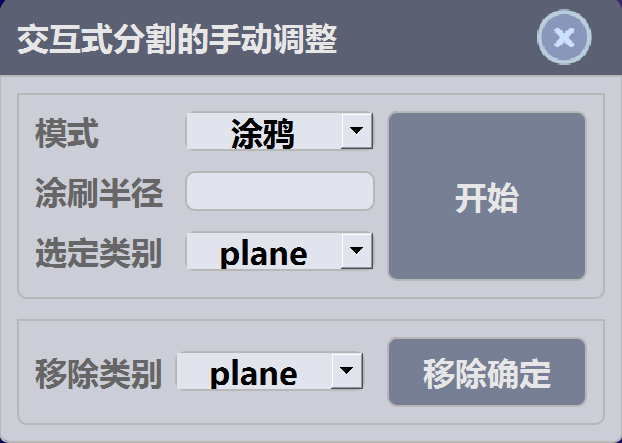 交互式分割的手动调整
模式 涂鸦
涂刷半径
选定类别 plane
开始
移除类别 plane 移除确定